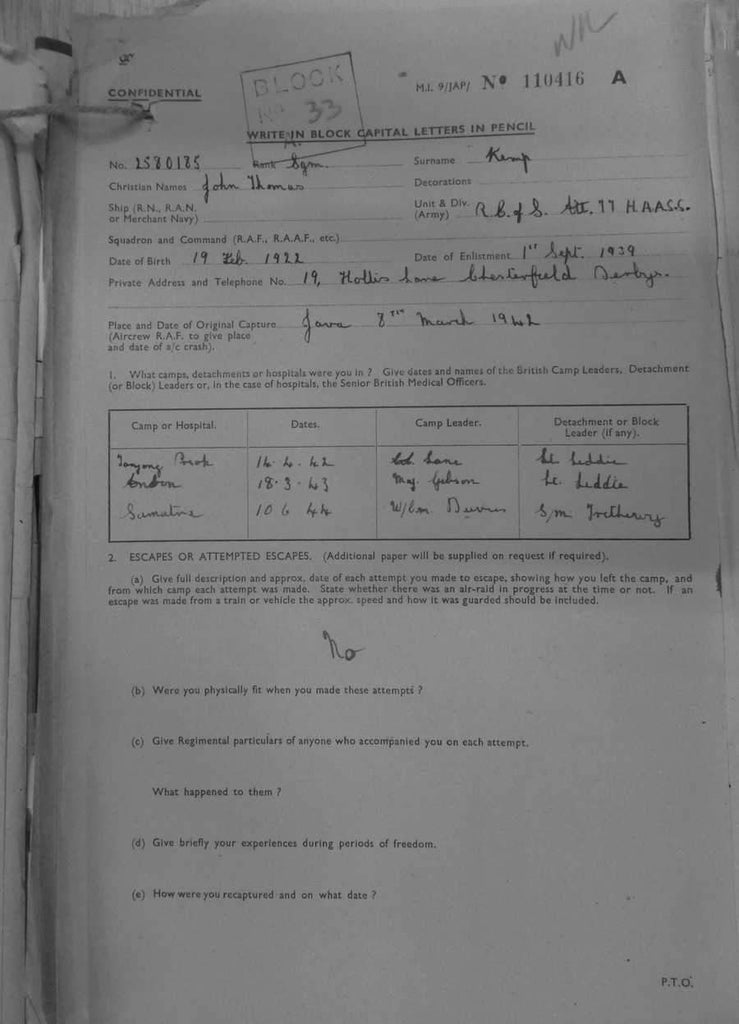 CONFIDENTIAL
BLOCK
No 33
M.I. 9/JAP/ No 110416 A
WRITE IN BLOCK CAPITAL LETTERS IN PENCIL
No. 2580185 Rank Sgm. Surname Kemp
Christian Names John Thomas Decorations
Ship (R.N., R.A.N. or Merchant Navy)
Unit & Div. (Army) R.C. of S. Att. 77 H.A.A.S.S.
Squadron and Command (R.A.F., R.A.A.F., etc.)
Date of Birth 19 Feb. 1922 Date of Enlistment 1st Sept. 1939
Private Address and Telephone No. 19, Hollis Lane Chesterfield Derbys.
Place and Date of Original Capture Java 8TH March 1942
(Aircrew R.A.F. to give place
and date of a/c crash).
1. What camps, detachments or hospitals were you in ? Give dates and names of the British Camp Leaders, Detachment
(or Block) Leaders or, in the case of hospitals, the Senior British Medical Officers.
Camp or Hospital. Dates. Camp Leader. Detachment or Block Leader (if any).
Tanyong Priok 14. 4. 42 Col. Lane Lt Leddie
18. 3. 43 Maj. Gibson Lt. Leddie
Sumatra 10 6 44 W/Cm. Davis S/m
2. ESCAPES OR ATTEMPTED ESCAPES. (Additional paper will be supplied on request if required).
(a) Give full description and approx. date of each attempt you made to escape, showing how you left the camp, and
from which camp each attempt was made. State whether there was an air-raid in progress at the time or not. If an
escape was made from a train or vehicle the approx. speed and how it was guarded should be included.
No
(b) Were you physically fit when you made these attempts ?
(c) Give Regimental particulars of anyone who accompanied you on each attempt.
What happened to them ?
(d) Give briefly your experiences during periods of freedom.
(e) How were you recaptured and on what date ?
P.T.O.